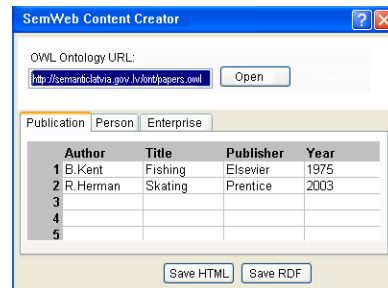 SemWeb Content Creator
OWL Ontology URL:
http://semanticlatvia.gov.lv/ont/papers.owl Open
Publication Person Enterprise
Author Title Publisher Year
1 B.Kent Fishing Elsevier 1975
2 R.Herman Skating Prentice 2003
3
4
5
Save HTML Save RDF